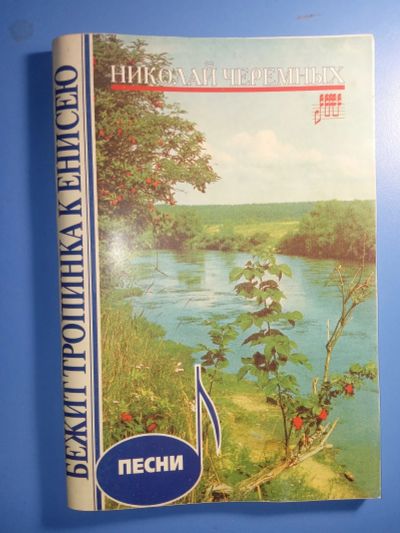 НИКОЛАЙ ЧЕРЕМНЫХ
БЕЖИТ ТРОПИНКА К ЕНИСЕЮ
ПЕСНИ